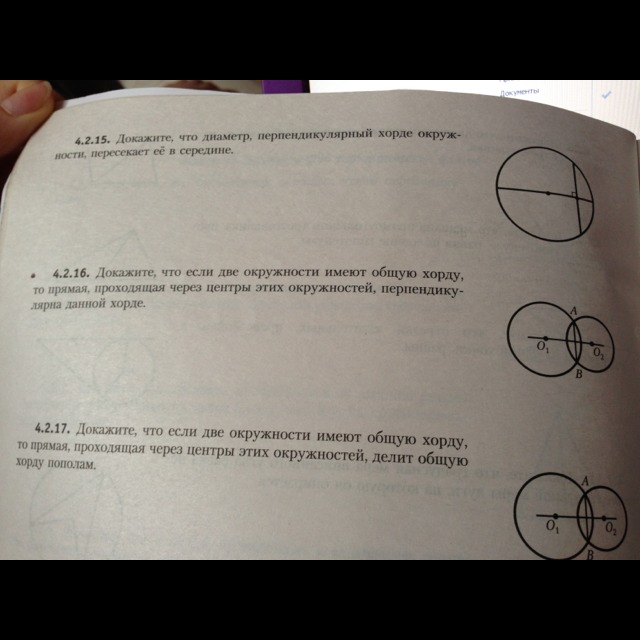 Документы
4.2.15. Докажите, что диаметр, перпендикулярный хорде окруж-
ности, пересекает её в середине.
4.2.16. Докажите, что если две окружности имеют общую хорду,
то прямая, проходящая через центры этих окружностей, перпендику-
лярна данной хорде.
A
O₁
O₂
B
4.2.17. Докажите, что если две окружности имеют общую хорду,
то прямая, проходящая через центры этих окружностей, делит общую
хорду пополам.
A
O₁
O₂
B